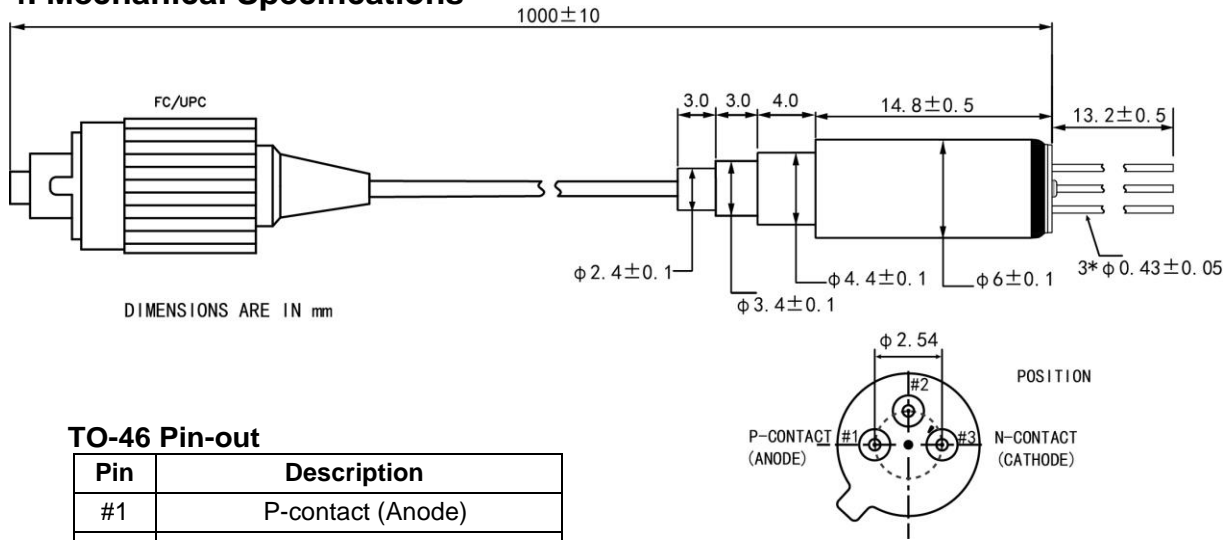 4. Mechanical Specifications
1000±10
FC/UPC
3.0 3.0 4.0 14.8±0.5 13.2±0.5
φ2.4±0.1
φ3.4±0.1
φ4.4±0.1
φ6±0.1
3*φ0.43±0.05
DIMENSIONS ARE IN mm
φ2.54
POSITION
#2
P-CONTACT
(ANODE)
#1
#3
N-CONTACT
(CATHODE)
TO-46 Pin-out
Pin Description
#1 P-contact (Anode)